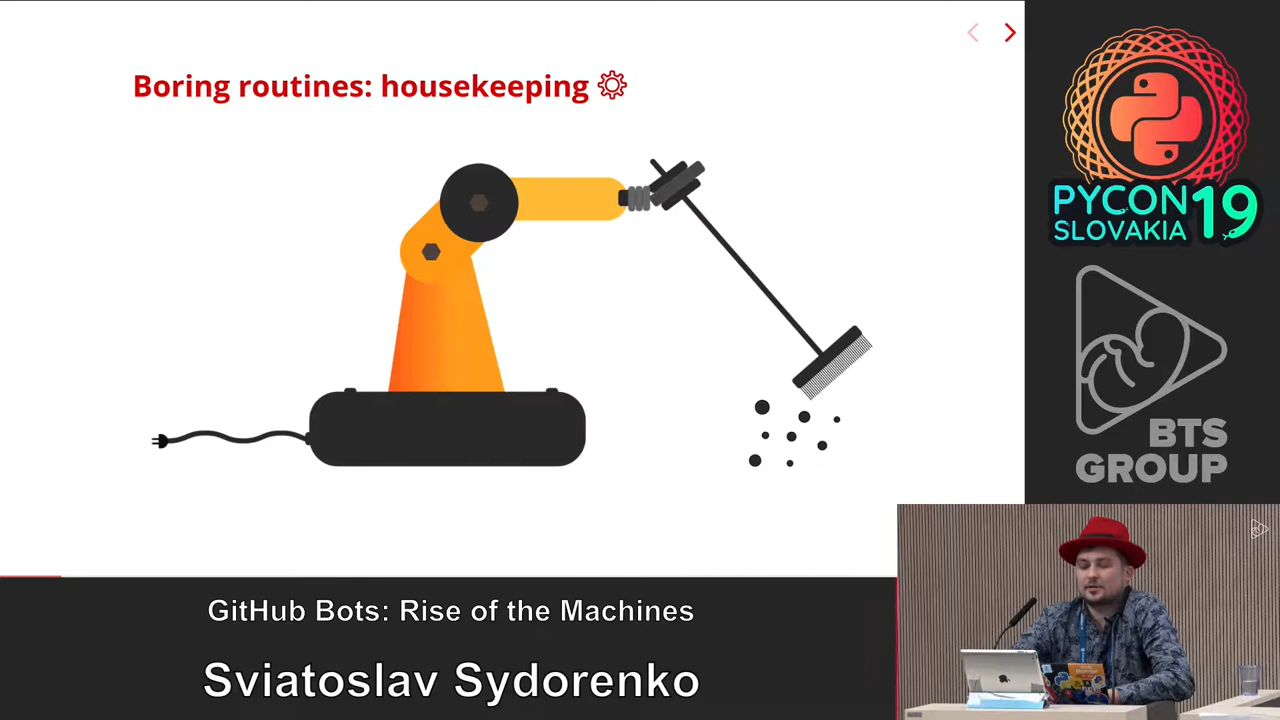 Boring routines: housekeeping
PYCON 19
SLOVAKIA
BTS
GROUP
GitHub Bots: Rise of the Machines
Sviatoslav Sydorenko